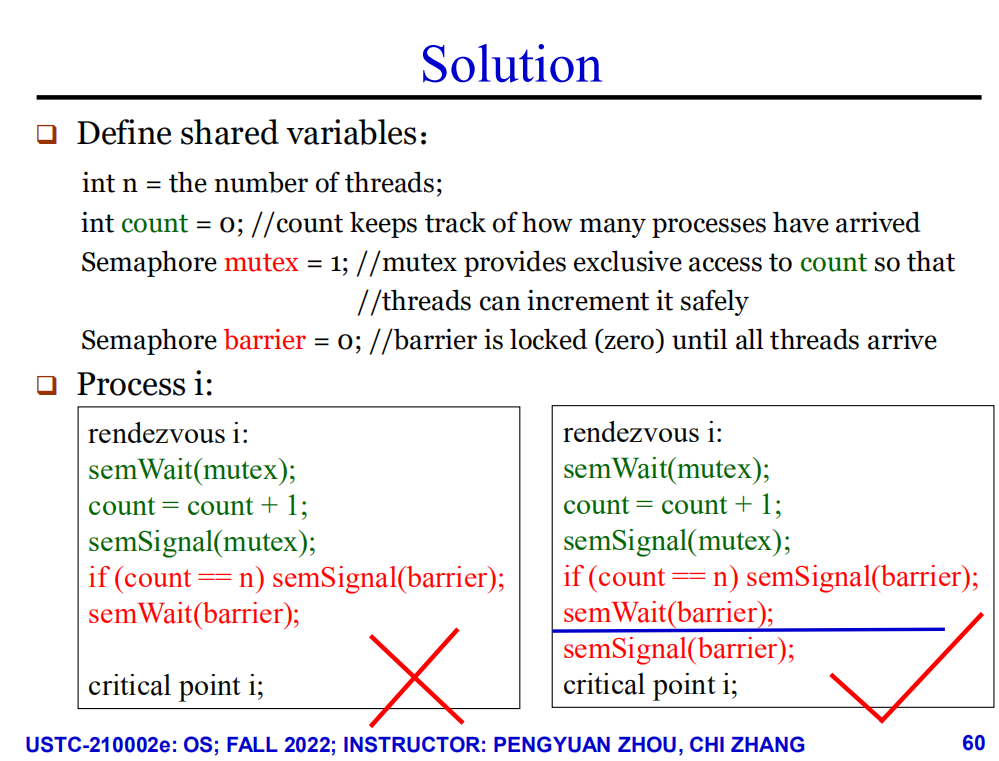 Solution
Define shared variables：
int n = the number of threads;
int count = 0; //count keeps track of how many processes have arrived
Semaphore mutex = 1; //mutex provides exclusive access to count so that
//threads can increment it safely
Semaphore barrier = 0; //barrier is locked (zero) until all threads arrive
Process i:
rendezvous i:
semWait(mutex);
count = count + 1;
semSignal(mutex);
if (count == n) semSignal(barrier);
semWait(barrier);
critical point i;
rendezvous i:
semWait(mutex);
count = count + 1;
semSignal(mutex);
if (count == n) semSignal(barrier);
semWait(barrier);
semSignal(barrier);
critical point i;
USTC-210002e: OS; FALL 2022; INSTRUCTOR: PENGYUAN ZHOU, CHI ZHANG
60